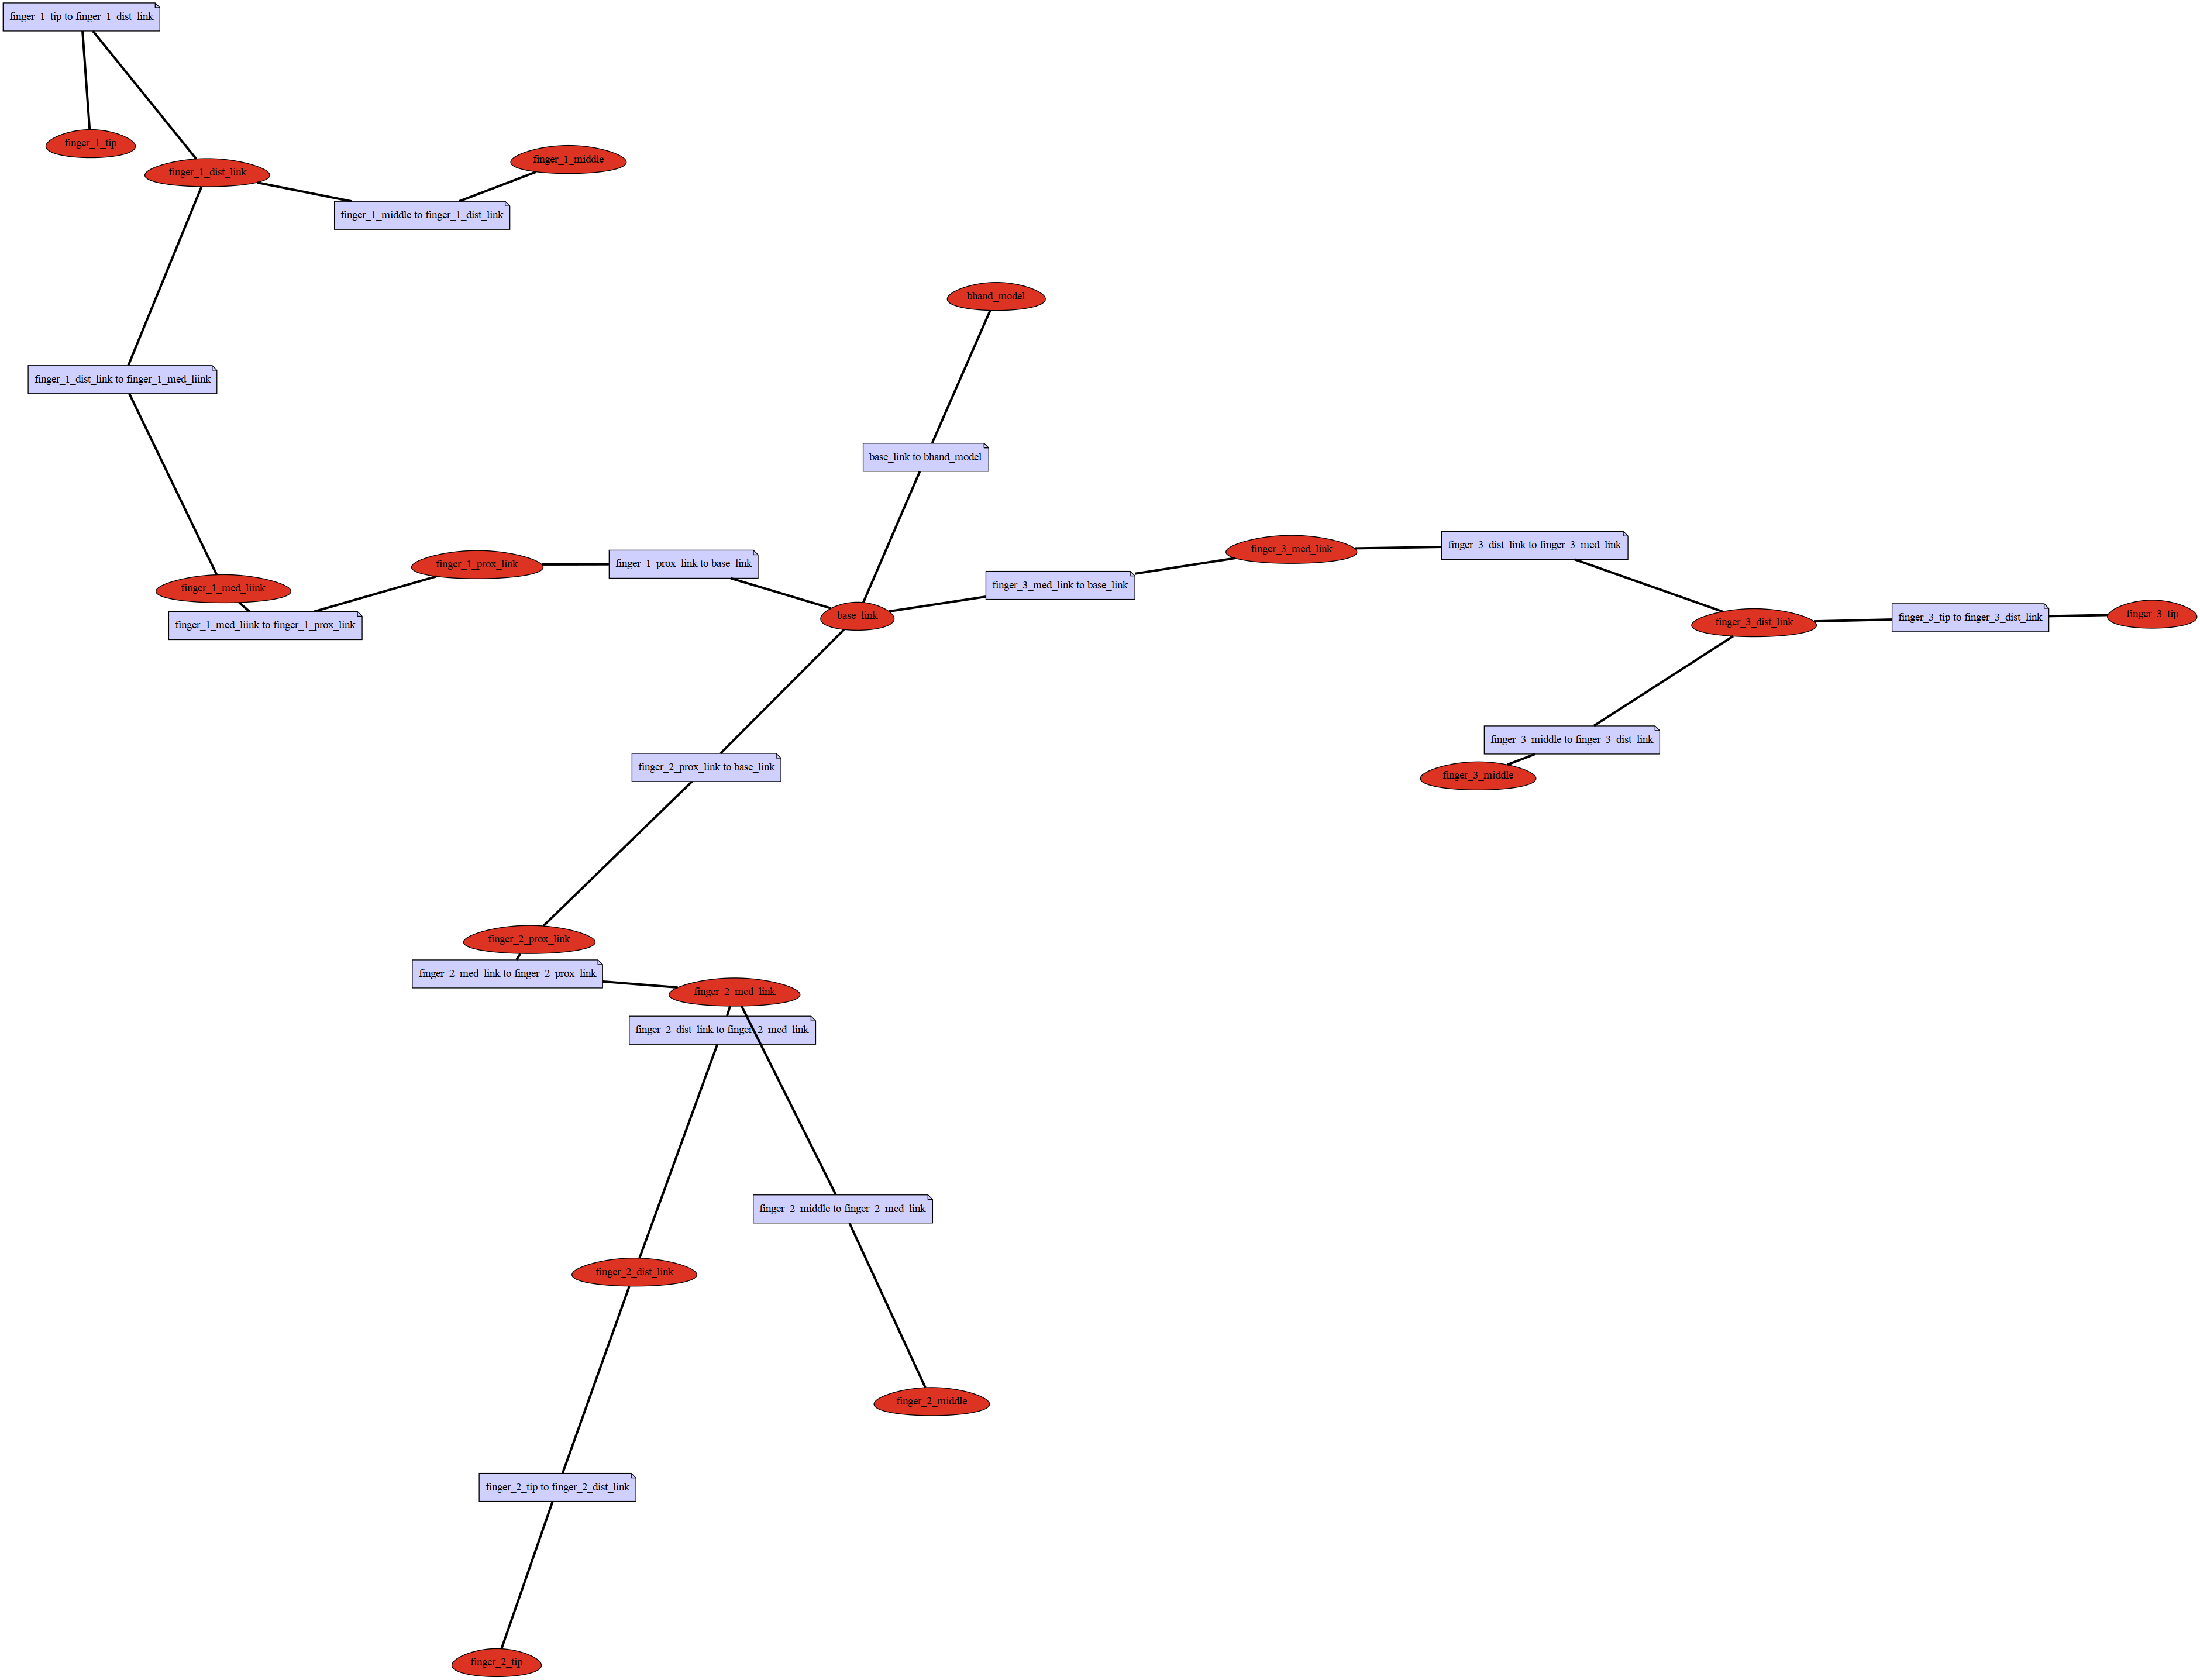 finger_1_tip to finger_1_dist_link
finger_1_tip
finger_1_middle
finger_1_dist_link
finger_1_middle to finger_1_dist_link
bhand_model
finger_1_dist_link to finger_1_med_liink
base_link to bhand_model
finger_3_dist_link to finger_3_med_link
finger_3_med_link
finger_1_prox_link
finger_1_prox_link to base_link
finger_3_med_link to base_link
finger_1_med_liink
finger_3_tip
base_link
finger_3_tip to finger_3_dist_link
finger_3_dist_link
finger_1_med_liink to finger_1_prox_link
finger_3_middle to finger_3_dist_link
finger_2_prox_link to base_link
finger_3_middle
finger_2_prox_link
finger_2_med_link to finger_2_prox_link
finger_2_med_link
finger_2_dist_link to finger_2_med_link
finger_2_middle to finger_2_med_link
finger_2_dist_link
finger_2_middle
finger_2_tip to finger_2_dist_link
finger_2_tip